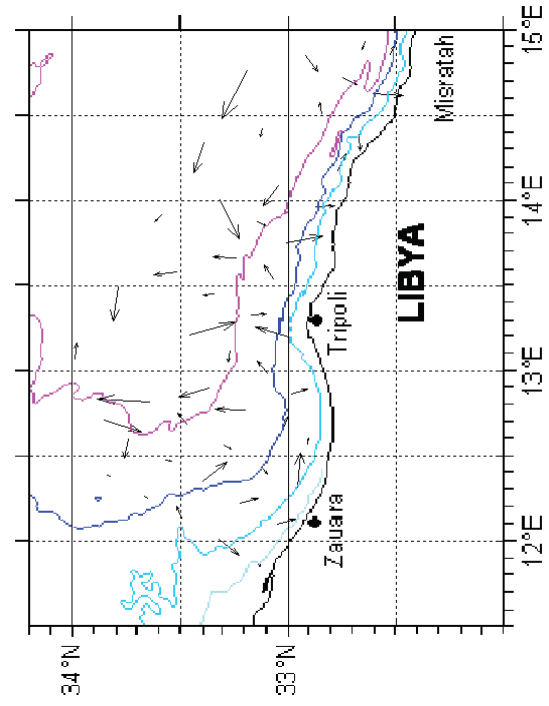 34 °N
33 °N
12°E
13°E
14°E
15°E
Zauara
Tripoli
LIBYA
Misratah